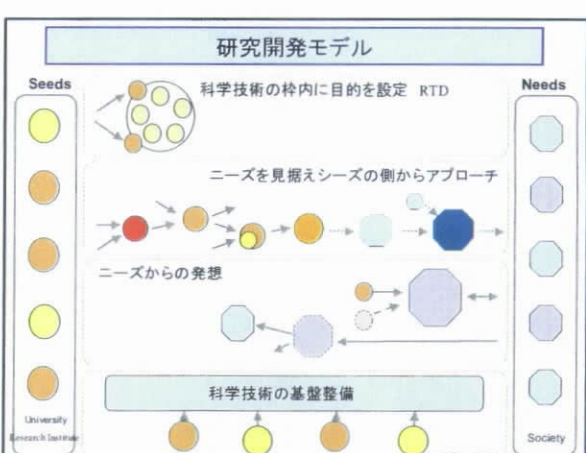 研究開発モデル
Seeds
科学技術の枠内に目的を設定 RTD
Needs
ニーズを見据えシーズの側からアプローチ
ニーズからの発想
科学技術の基盤整備
University
Research Institute
Society